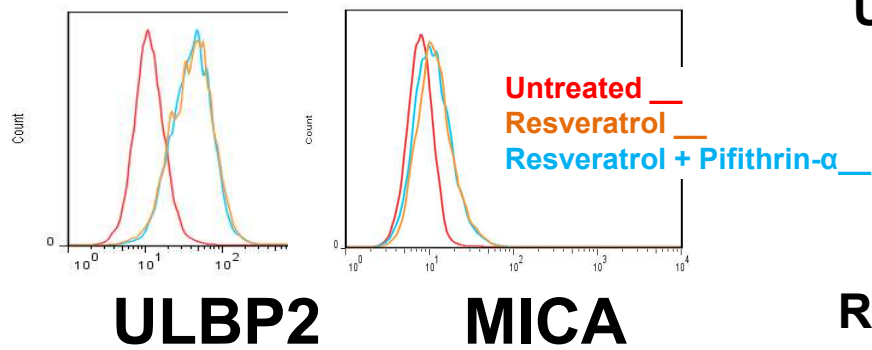 U
Count
0
10^0 10^1 10^2
ULBP2
Count
0
10^0 10^1 10^2 10^3 10^4
MICA
Untreated __
Resveratrol __
Resveratrol + Pifithrin-α__
R